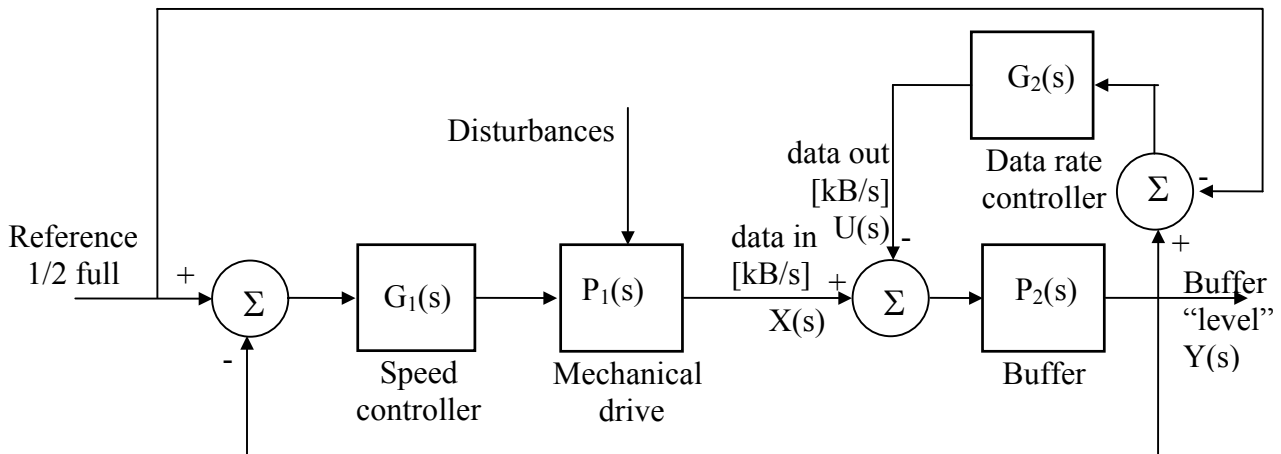 G₂(s)
Disturbances
data out
[kB/s]
U(s)
-
Data rate
controller
Σ
-
+
Reference
1/2 full
+
Σ
-
G₁(s)
Speed
controller
P₁(s)
Mechanical
drive
data in
[kB/s]
X(s)
+
Σ
P₂(s)
Buffer
Buffer
“level”
Y(s)